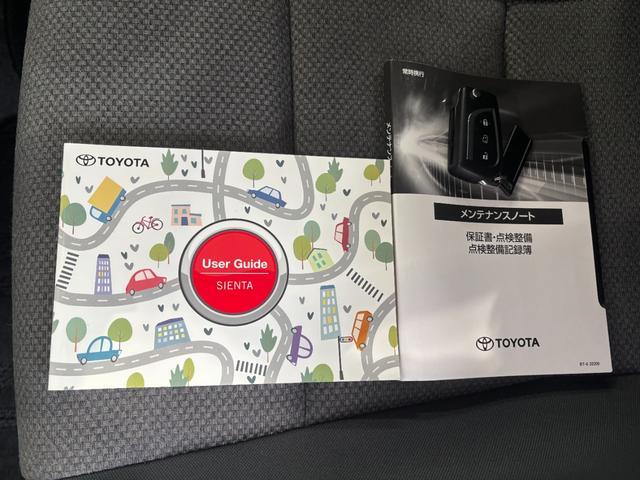 TOYOTA
User Guide
SIENTA
常時携行
メンテナンスノート
保証書・点検整備
点検整備記録簿
TOYOTA